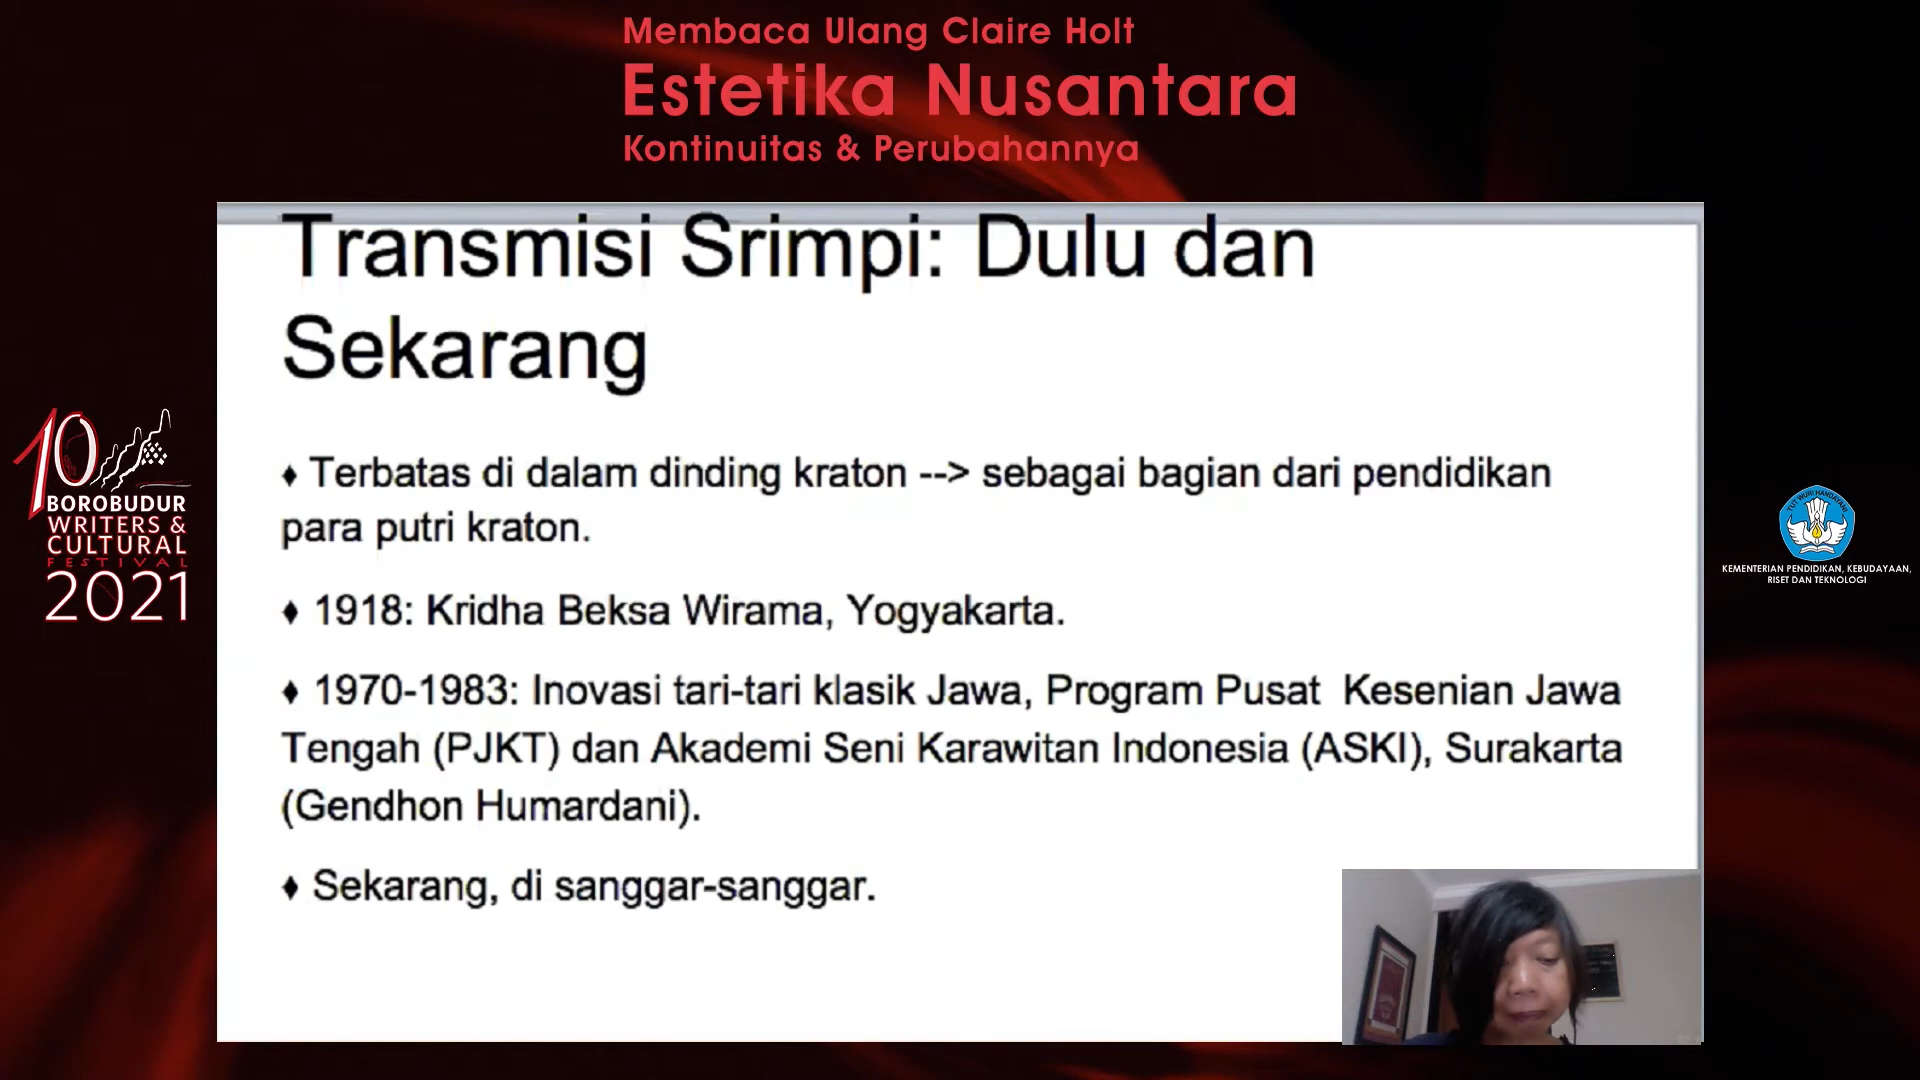 Membaca Ulang Claire Holt
Estetika Nusantara
Kontinuitas & Perubahannya
Transmisi Srimpi: Dulu dan
Sekarang
♦ Terbatas di dalam dinding kraton --> sebagai bagian dari pendidikan
para putri kraton.
♦ 1918: Kridha Beksa Wirama, Yogyakarta.
♦ 1970-1983: Inovasi tari-tari klasik Jawa, Program Pusat Kesenian Jawa
Tengah (PJKT) dan Akademi Seni Karawitan Indonesia (ASKI), Surakarta
(Gendhon Humardani).
♦ Sekarang, di sanggar-sanggar.
10
BOROBUDUR
WRITERS &
CULTURAL
FESTIVAL
2021
TUT WURI HANDAYANI
KEMENTERIAN PENDIDIKAN, KEBUDAYAAN,
RISET DAN TEKNOLOGI